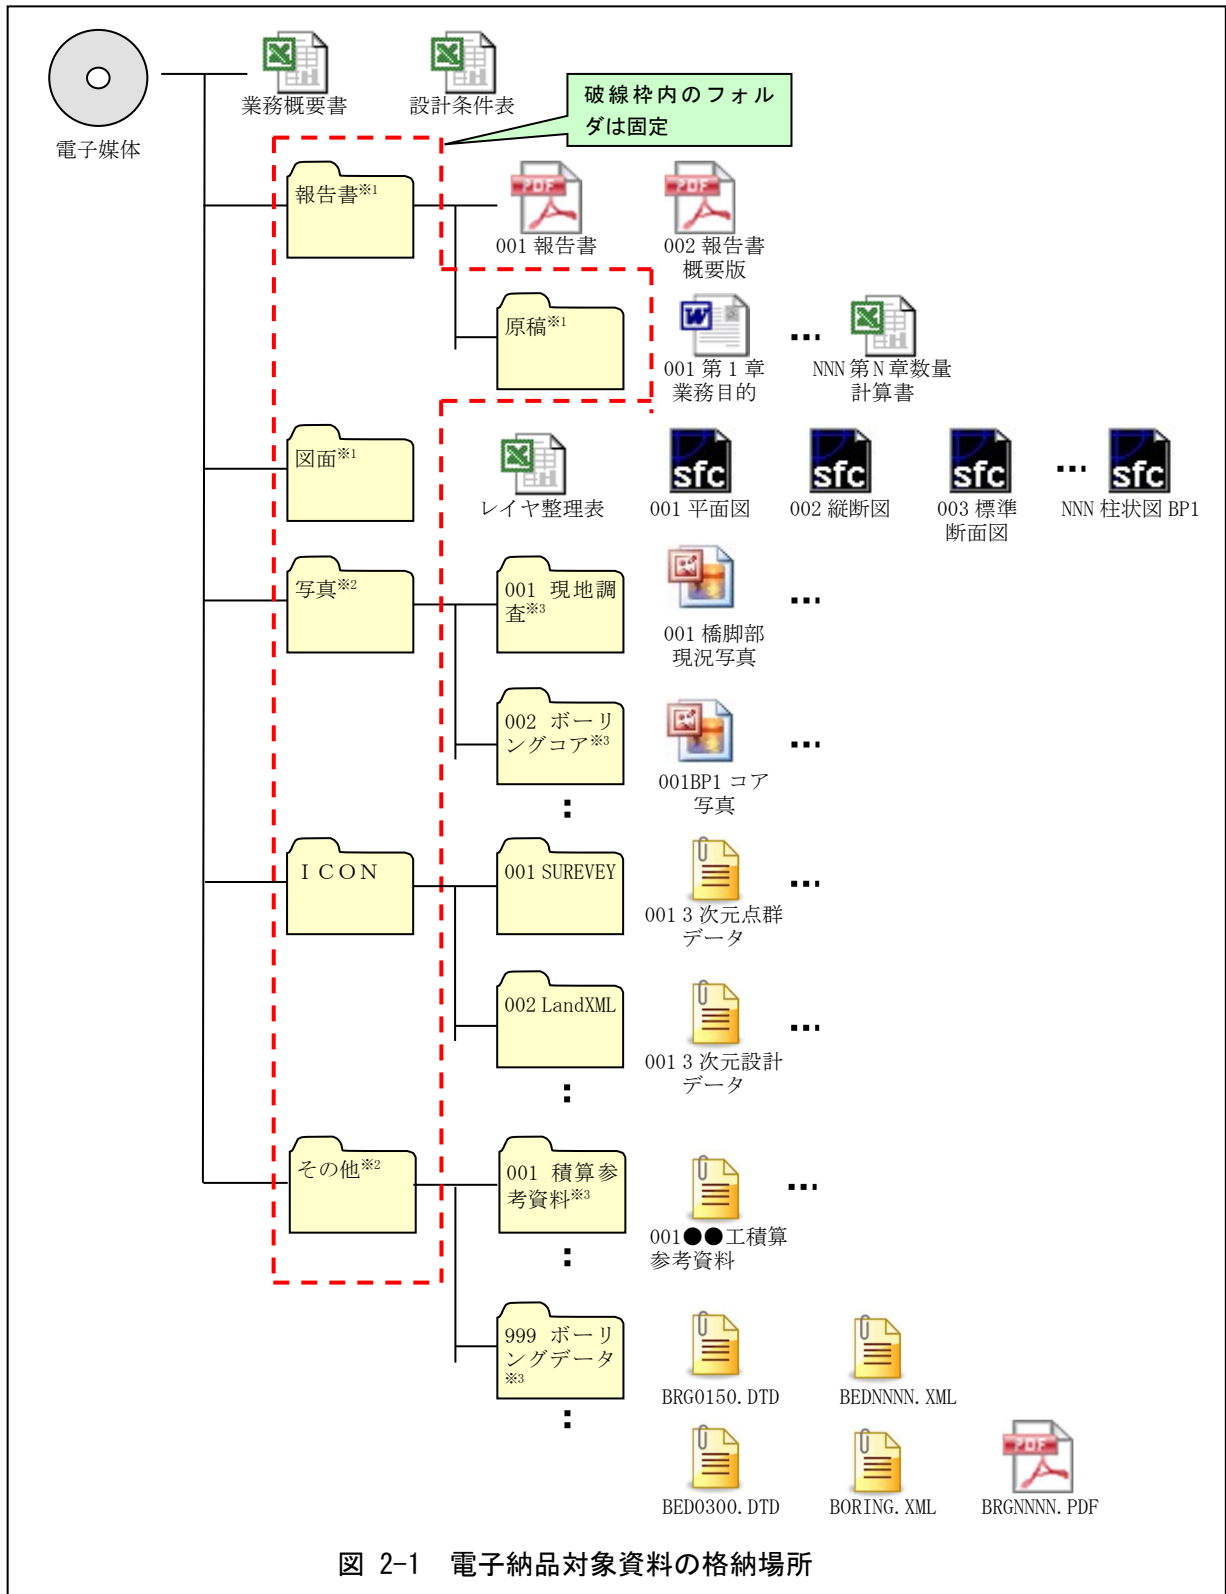 電子媒体
業務概要書
設計条件表
破線枠内のフォル
ダは固定
報告書※1
001 報告書
002 報告書
概要版
原稿※1
001 第 1 章
業務目的
...
NNN 第 N 章数量
計算書
図面※1
レイヤ整理表
sfc
001 平面図
sfc
002 縦断図
sfc
003 標準
断面図
...
sfc
NNN 柱状図 BP1
写真※2
001 現地調
査※3
001 橋脚部
現況写真
...
002 ボーリ
ングコア※3
001BP1 コア
写真
...
:
ＩＣＯＮ
001 SUREVEY
001 3 次元点群
データ
...
002 LandXML
001 3 次元設計
データ
...
:
その他※2
001 積算参
考資料※3
001●●工積算
参考資料
...
:
999 ボーリ
ングデータ
※3
BRG0150.DTD
BEDNNNN.XML
:
BED0300.DTD
BORING.XML
PDF
BRGNNNN.PDF
図 2-1 電子納品対象資料の格納場所